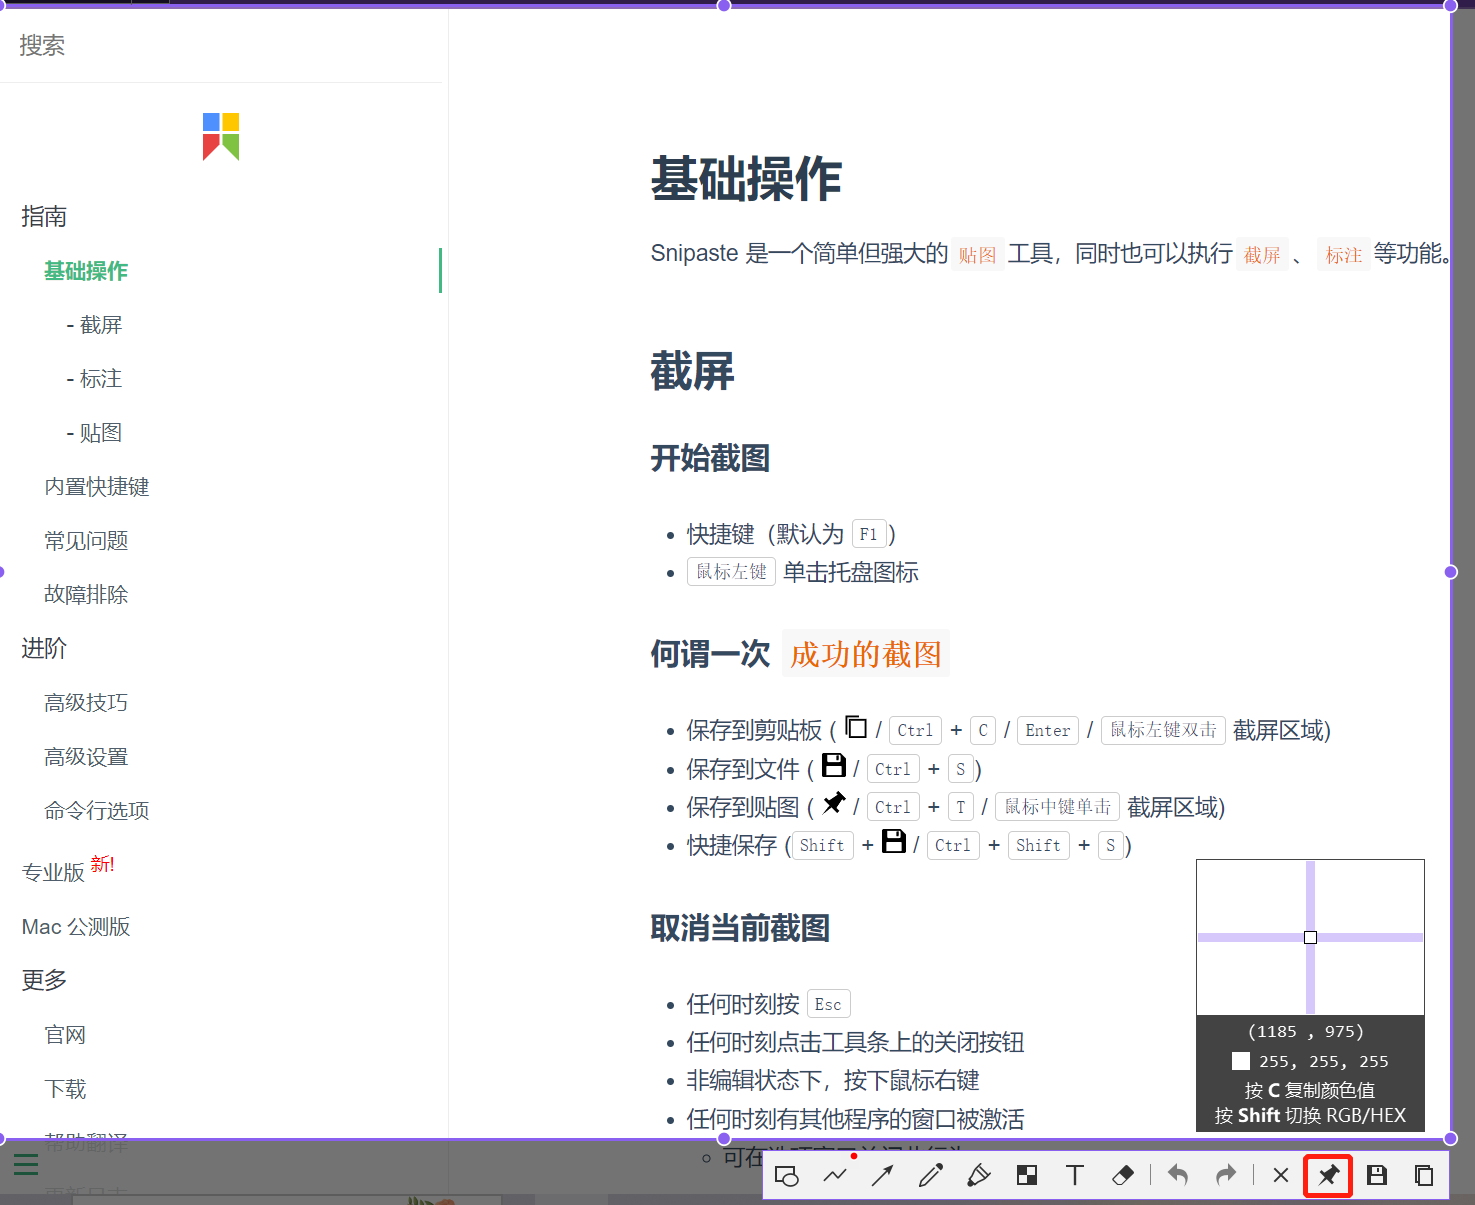 搜索
指南
基础操作
- 截屏
- 标注
- 贴图
内置快捷键
常见问题
故障排除
进阶
高级技巧
高级设置
命令行选项
专业版 新!
Mac 公测版
更多
官网
下载
帮助翻译
更新日志
基础操作
Snipaste 是一个简单但强大的 贴图 工具，同时也可以执行 截屏 、 标注 等功能。
截屏
开始截图
快捷键（默认为 F1）
鼠标左键 单击托盘图标
何谓一次 成功的截图
保存到剪贴板 ( / Ctrl + C / Enter / 鼠标左键双击 截屏区域)
保存到文件 ( / Ctrl + S)
保存到贴图 ( / Ctrl + T / 鼠标中键单击 截屏区域)
快捷保存 (Shift + / Ctrl + Shift + S)
取消当前截图
任何时刻按 Esc
任何时刻点击工具条上的关闭按钮
非编辑状态下，按下鼠标右键
任何时刻有其他程序的窗口被激活
(1185 , 975)
255, 255, 255
按 C 复制颜色值
按 Shift 切换 RGB/HEX